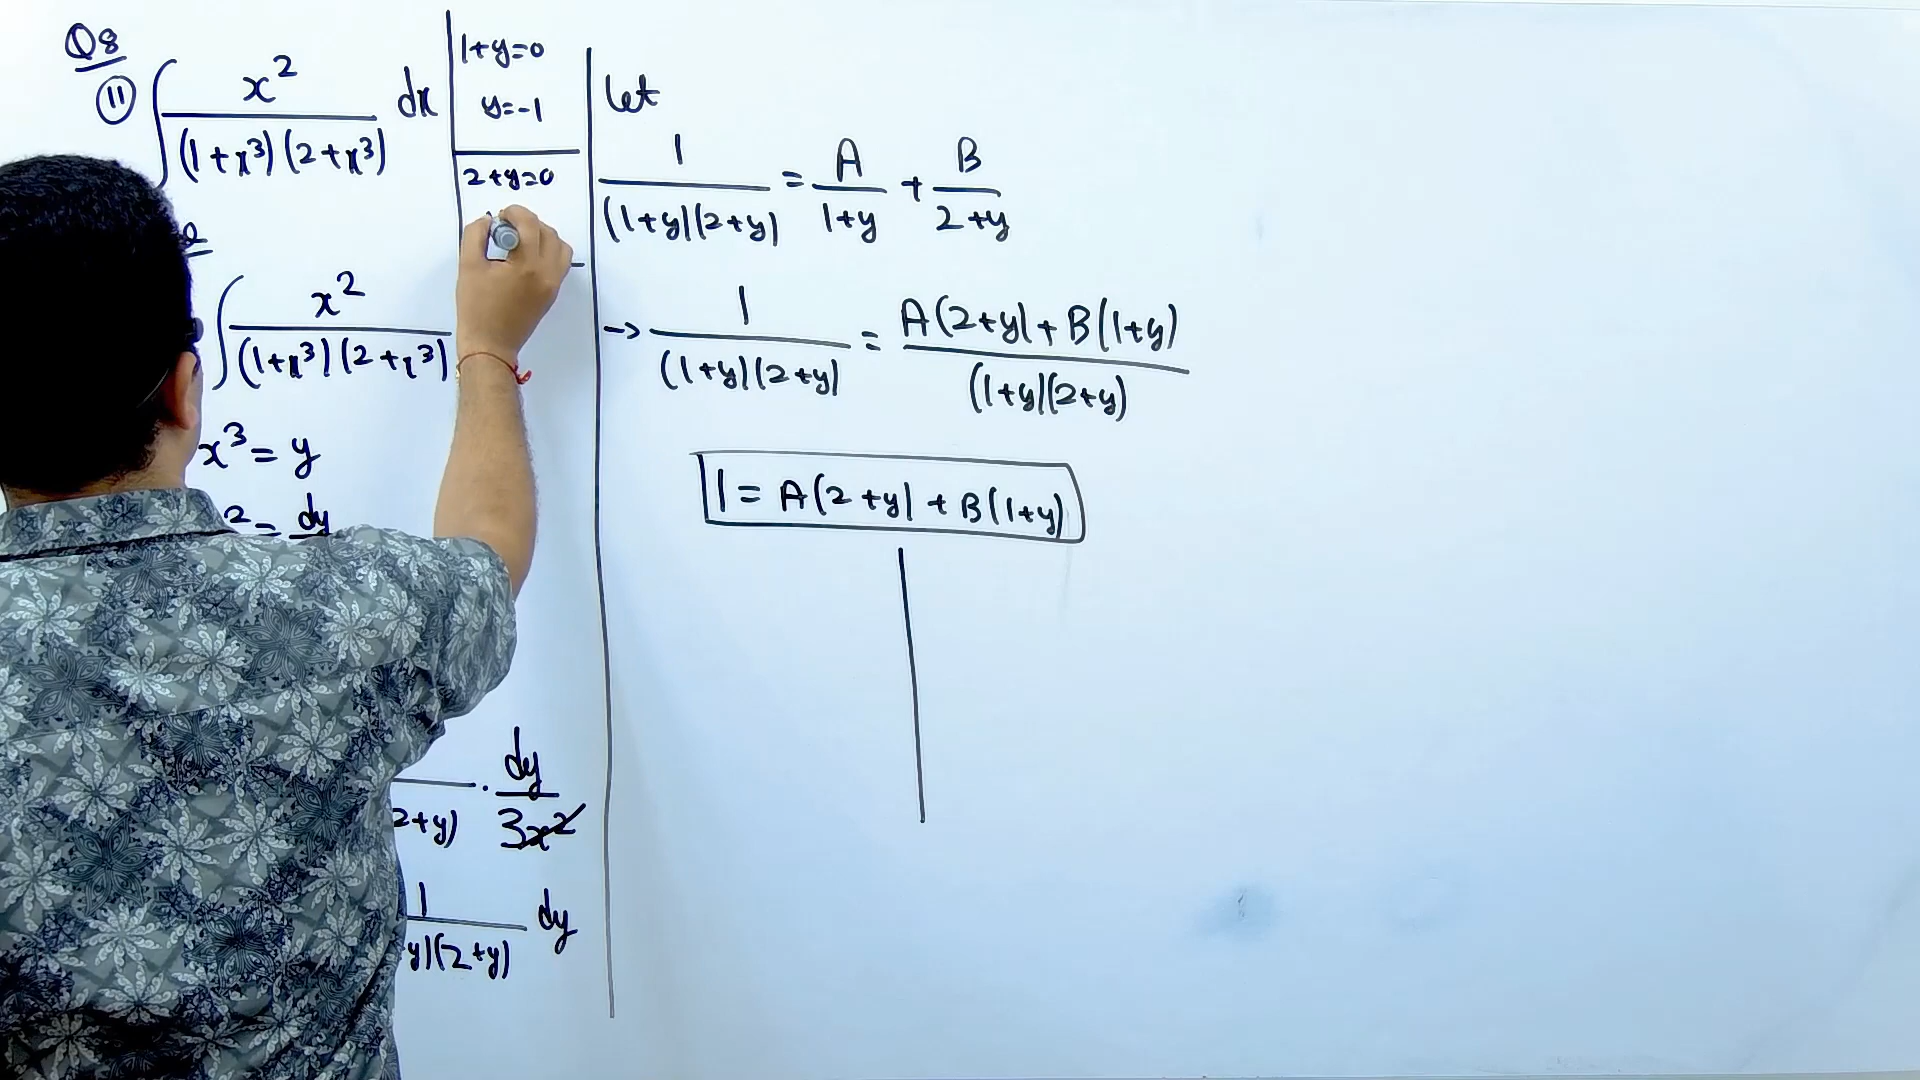 Q8
(11) ∫ x² / (1+x³)(2+x³) dx
∫ x² / (1+x³)(2+x³)
x³ = y
² = dy
2+y) · dy / 3x²
1 / y)(2+y) dy
1+y=0
y=-1
2+y=0
let
1 / (1+y)(2+y) = A / 1+y + B / 2+y
→ 1 / (1+y)(2+y) = A(2+y) + B(1+y) / (1+y)(2+y)
1 = A(2+y) + B(1+y)